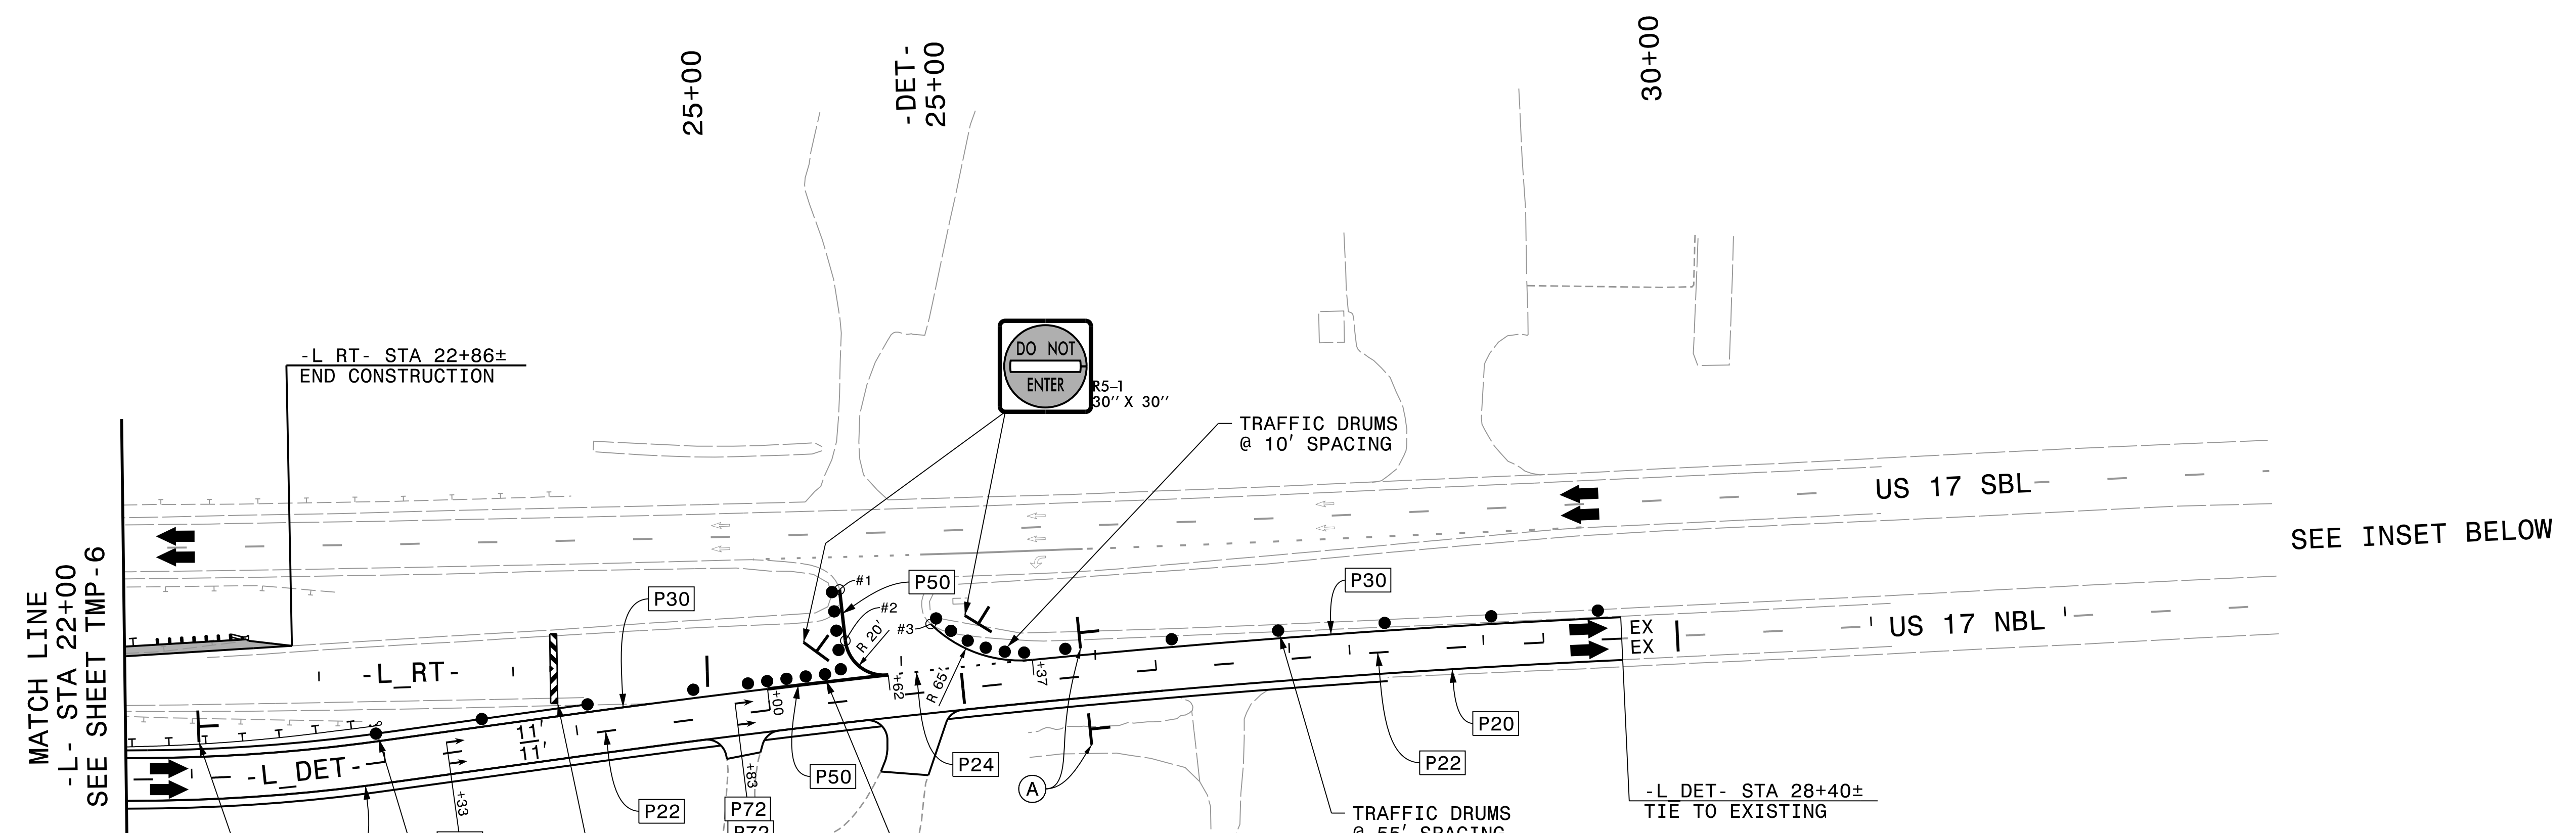 25+00
-DET-
25+00
30+00
-L RT- STA 22+86±
END CONSTRUCTION
DO NOT
ENTER
R5-1
30" X 30"
TRAFFIC DRUMS
@ 10' SPACING
US 17 SBL
SEE INSET BELOW
MATCH LINE
-L- STA 22+00
SEE SHEET TMP-6
P30
#1
P50
#2
#3
R 20'
P30
EX
EX
US 17 NBL
-L_RT-
+00
+62
R 65'
+37
11'
11'
-L_DET-
+33
+83
P50
P24
P20
P22
P22
P72
P72
A
-L_DET- STA 28+40±
TIE TO EXISTING
TRAFFIC DRUMS
@ 55' SPACING